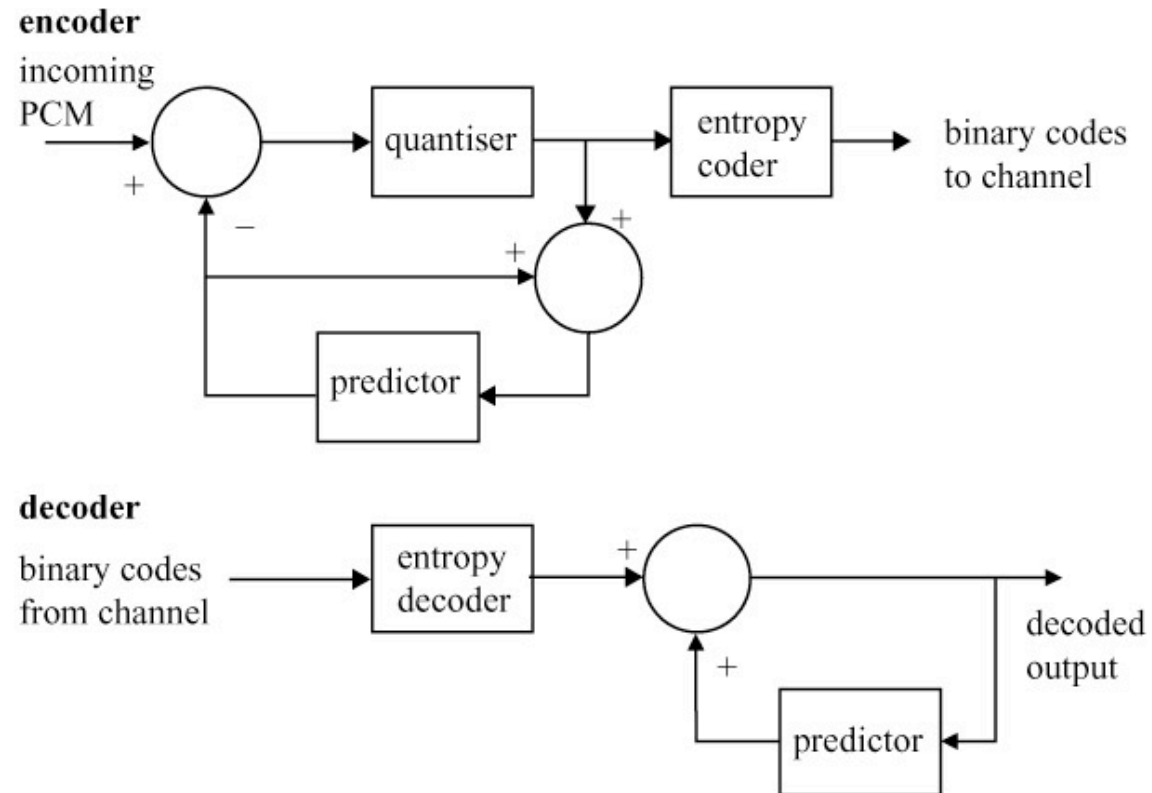 encoder
incoming
PCM
+
−
quantiser
entropy
coder
binary codes
to channel
+
+
predictor
decoder
binary codes
from channel
entropy
decoder
+
+
decoded
output
predictor